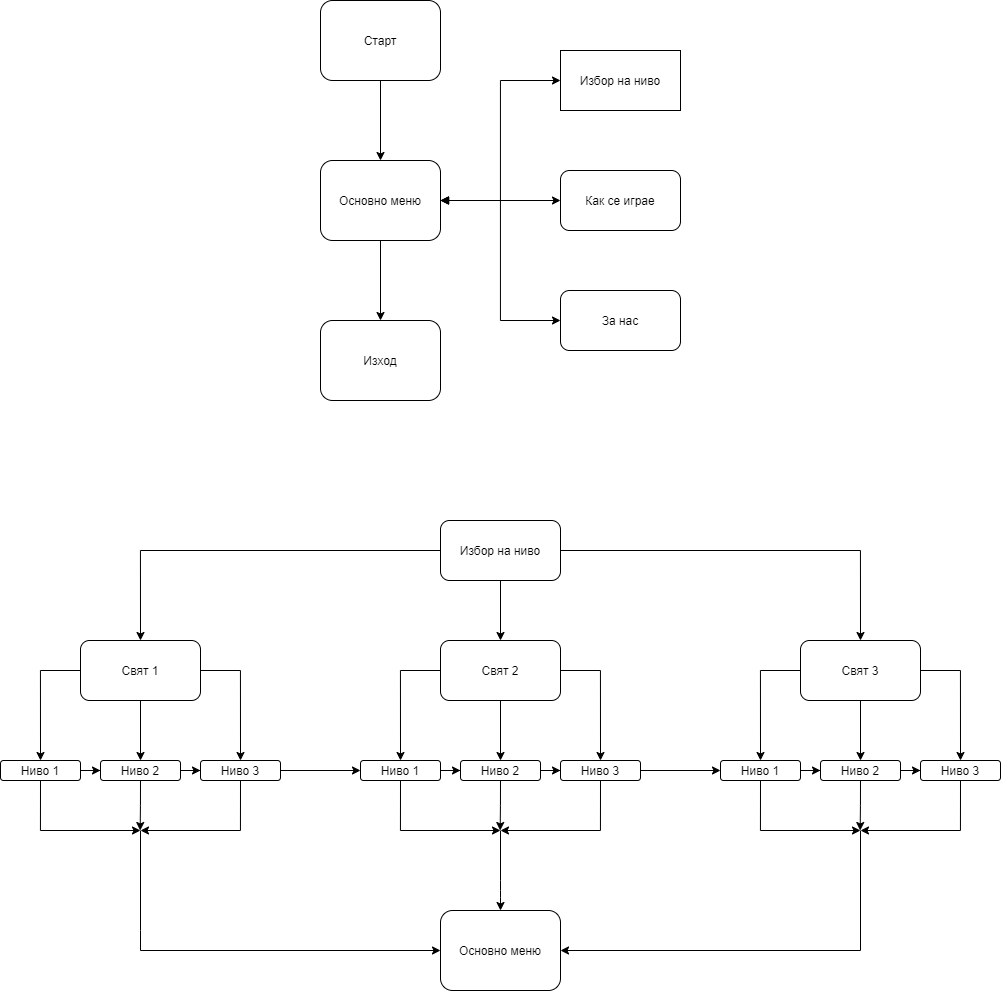 Старт
Избор на ниво
Основно меню
Как се играе
За нас
Изход
Избор на ниво
Свят 1
Свят 2
Свят 3
Ниво 1
Ниво 2
Ниво 3
Ниво 1
Ниво 2
Ниво 3
Ниво 1
Ниво 2
Ниво 3
Основно меню